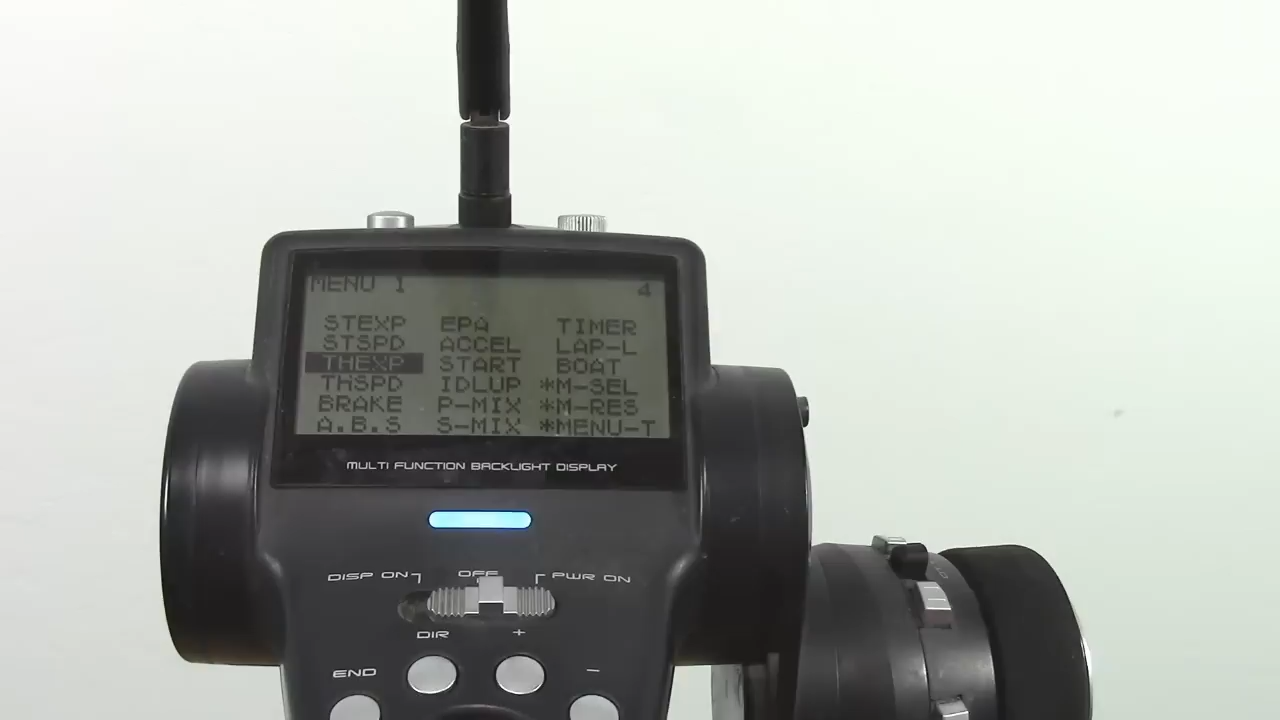 MENU 1 4
STEXP EPA TIMER
STSPD ACCEL LAP-L
THEXP START BOAT
THSPD IDLUP *M-SEL
BRAKE P-MIX *M-RES
A.B.S S-MIX *MENU-T
MULTI FUNCTION BACKLIGHT DISPLAY
DISP ON OFF PWR ON
DIR +
END -